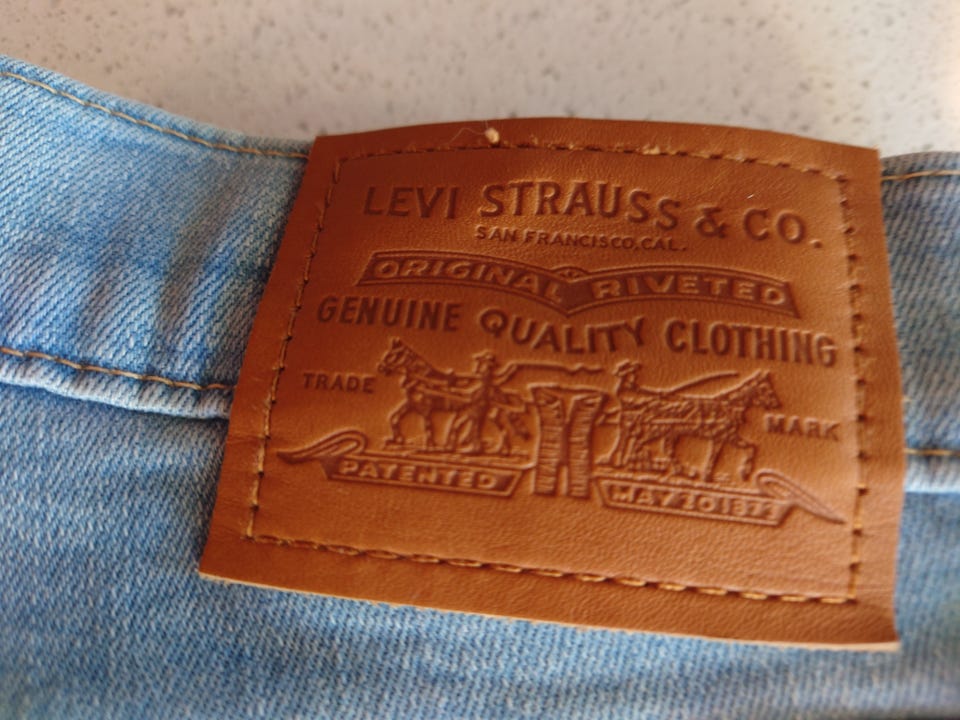 LEVI STRAUSS & CO.
SAN FRANCISCO, CAL.
ORIGINAL RIVETED
GENUINE QUALITY CLOTHING
TRADE MARK
PATENTED MAY 20 1873